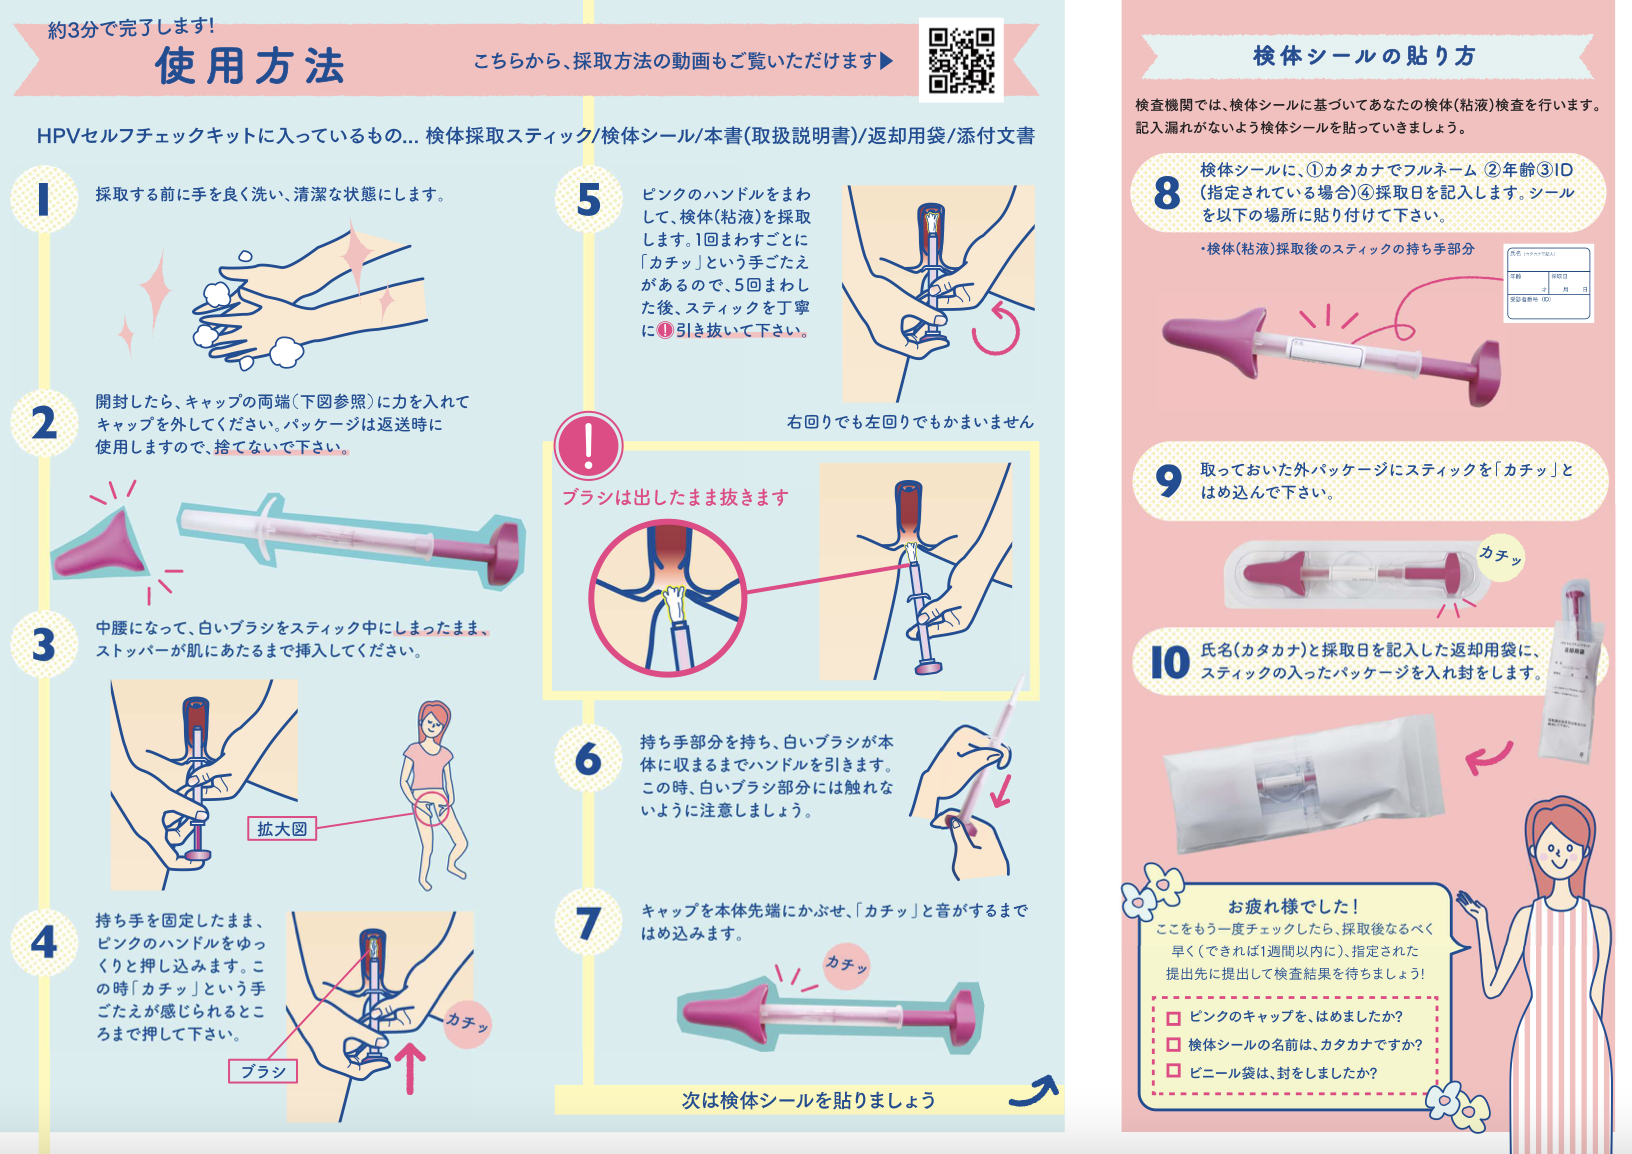 約3分で完了します!
使用方法
こちらから、採取方法の動画もご覧いただけます▶
HPVセルフチェックキットに入っているもの… 検体採取スティック/検体シール/本書(取扱説明書)/返却用袋/添付文書
1
採取する前に手を良く洗い、清潔な状態にします。
2
開封したら、キャップの両端(下図参照)に力を入れて
キャップを外してください。パッケージは返送時に
使用しますので、捨てないで下さい。
3
中腰になって、白いブラシをスティック中にしまったまま、
ストッパーが肌にあたるまで挿入してください。
拡大図
4
持ち手を固定したまま、
ピンクのハンドルをゆっ
くりと押し込みます。こ
の時「カチッ」という手
ごたえが感じられるとこ
ろまで押して下さい。
カチッ
ブラシ
5
ピンクのハンドルをまわ
して、検体(粘液)を採取
します。1回まわすごとに
「カチッ」という手ごたえ
があるので、5回まわし
た後、スティックを丁寧
に!引き抜いて下さい。
右回りでも左回りでもかまいません
!
ブラシは出したまま抜きます
6
持ち手部分を持ち、白いブラシが本
体に収まるまでハンドルを引きます。
この時、白いブラシ部分には触れな
いように注意しましょう。
7
キャップを本体先端にかぶせ、「カチッ」と音がするまで
はめ込みます。
カチッ
次は検体シールを貼りましょう
検体シールの貼り方
検査機関では、検体シールに基づいてあなたの検体(粘液)検査を行います。
記入漏れがないよう検体シールを貼っていきましょう。
8
検体シールに、①カタカナでフルネーム ②年齢③ID
(指定されている場合)④採取日を記入します。シール
を以下の場所に貼り付けて下さい。
・検体(粘液)採取後のスティックの持ち手部分
氏名(カタカナで記入)
年齢 採取日
才 月 日
受診者番号(ID)
9
取っておいた外パッケージにスティックを「カチッ」と
はめ込んで下さい。
カチッ
10
氏名(カタカナ)と採取日を記入した返却用袋に、
スティックの入ったパッケージを入れ封をします。
返却用袋
お疲れ様でした!
ここをもう一度チェックしたら、採取後なるべく
早く(できれば1週間以内に)、指定された
提出先に提出して検査結果を待ちましょう!
ピンクのキャップを、はめましたか?
検体シールの名前は、カタカナですか?
ビニール袋は、封をしましたか?